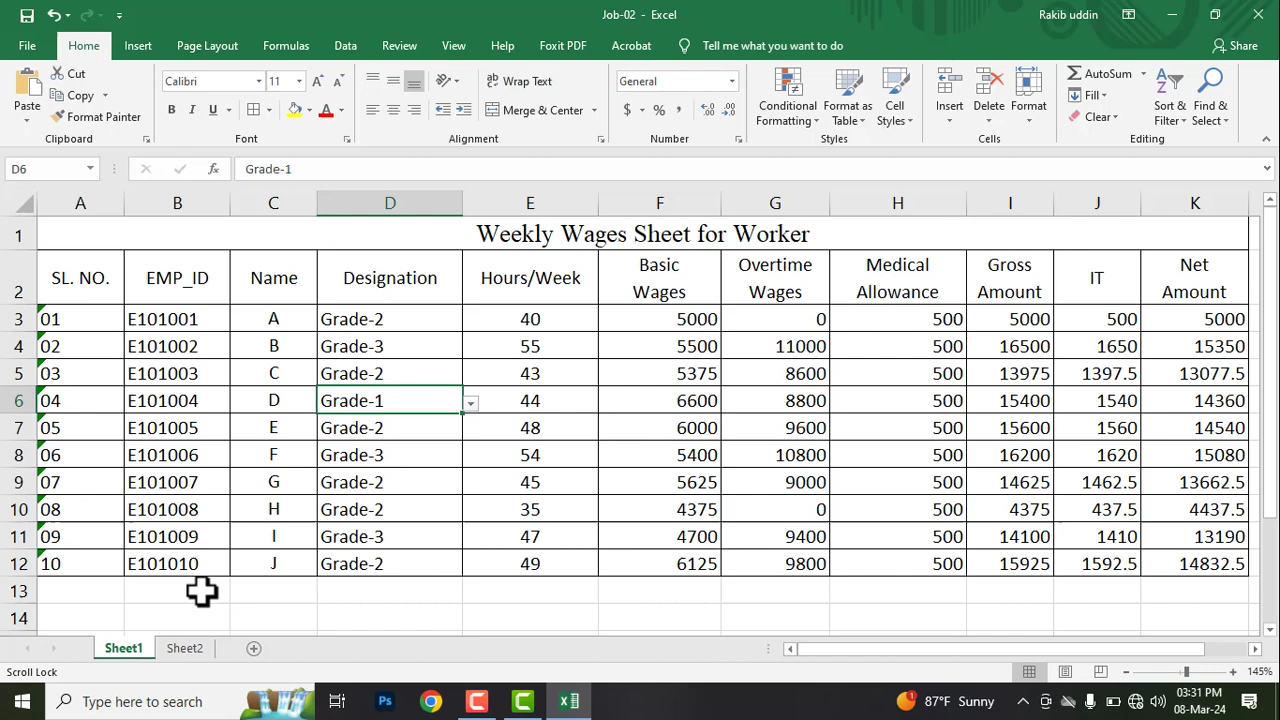 Job-02 - Excel
Rakib uddin
File Home Insert Page Layout Formulas Data Review View Help Foxit PDF Acrobat Tell me what you want to do Share
Paste
Cut
Copy
Format Painter
Clipboard
Calibri 11
B I U
Font
Wrap Text
Merge & Center
Alignment
General
$ % ,
Number
Conditional Formatting
Format as Table
Cell Styles
Styles
Insert Delete Format
Cells
AutoSum
Fill
Clear
Sort & Filter
Find & Select
Editing
D6 fx Grade-1
A B C D E F G H I J K
1 Weekly Wages Sheet for Worker
2 SL. NO. EMP_ID Name Designation Hours/Week Basic Wages Overtime Wages Medical Allowance Gross Amount IT Net Amount
3 01 E101001 A Grade-2 40 5000 0 500 5000 500 5000
4 02 E101002 B Grade-3 55 5500 11000 500 16500 1650 15350
5 03 E101003 C Grade-2 43 5375 8600 500 13975 1397.5 13077.5
6 04 E101004 D Grade-1 44 6600 8800 500 15400 1540 14360
7 05 E101005 E Grade-2 48 6000 9600 500 15600 1560 14540
8 06 E101006 F Grade-3 54 5400 10800 500 16200 1620 15080
9 07 E101007 G Grade-2 45 5625 9000 500 14625 1462.5 13662.5
10 08 E101008 H Grade-2 35 4375 0 500 4375 437.5 4437.5
11 09 E101009 I Grade-3 47 4700 9400 500 14100 1410 13190
12 10 E101010 J Grade-2 49 6125 9800 500 15925 1592.5 14832.5
13
14
Sheet1 Sheet2
Scroll Lock 145%
Type here to search
Ps
87°F Sunny
03:31 PM
08-Mar-24